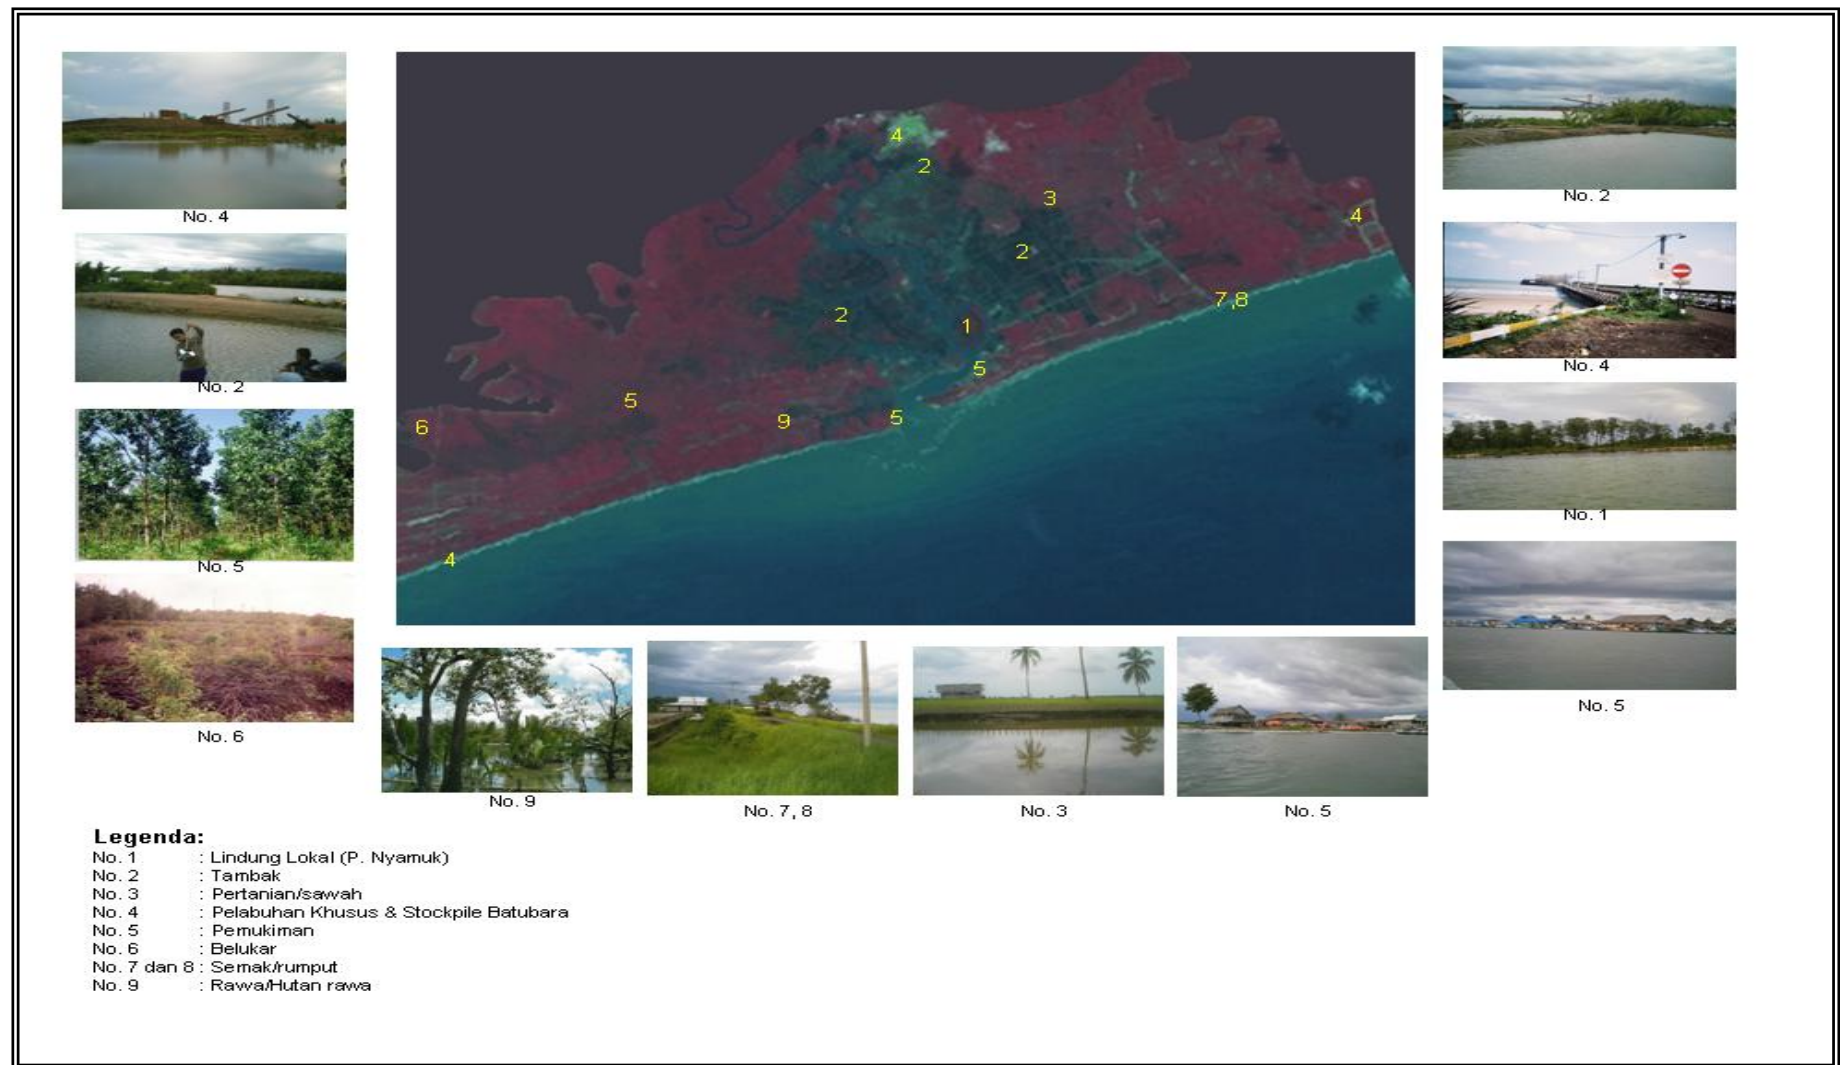 No. 4
No. 2
No. 5
No. 6
4
2
3
4
2
7,8
2
1
5
5
9
5
6
4
No. 2
No. 4
No. 1
No. 5
No. 9
No. 7, 8
No. 3
No. 5
Legenda:
No. 1 : Lindung Lokal (P. Nyamuk)
No. 2 : Tambak
No. 3 : Pertanian/sawah
No. 4 : Pelabuhan Khusus & Stockpile Batubara
No. 5 : Pemukiman
No. 6 : Belukar
No. 7 dan 8 : Semak/rumput
No. 9 : Rawa/Hutan rawa